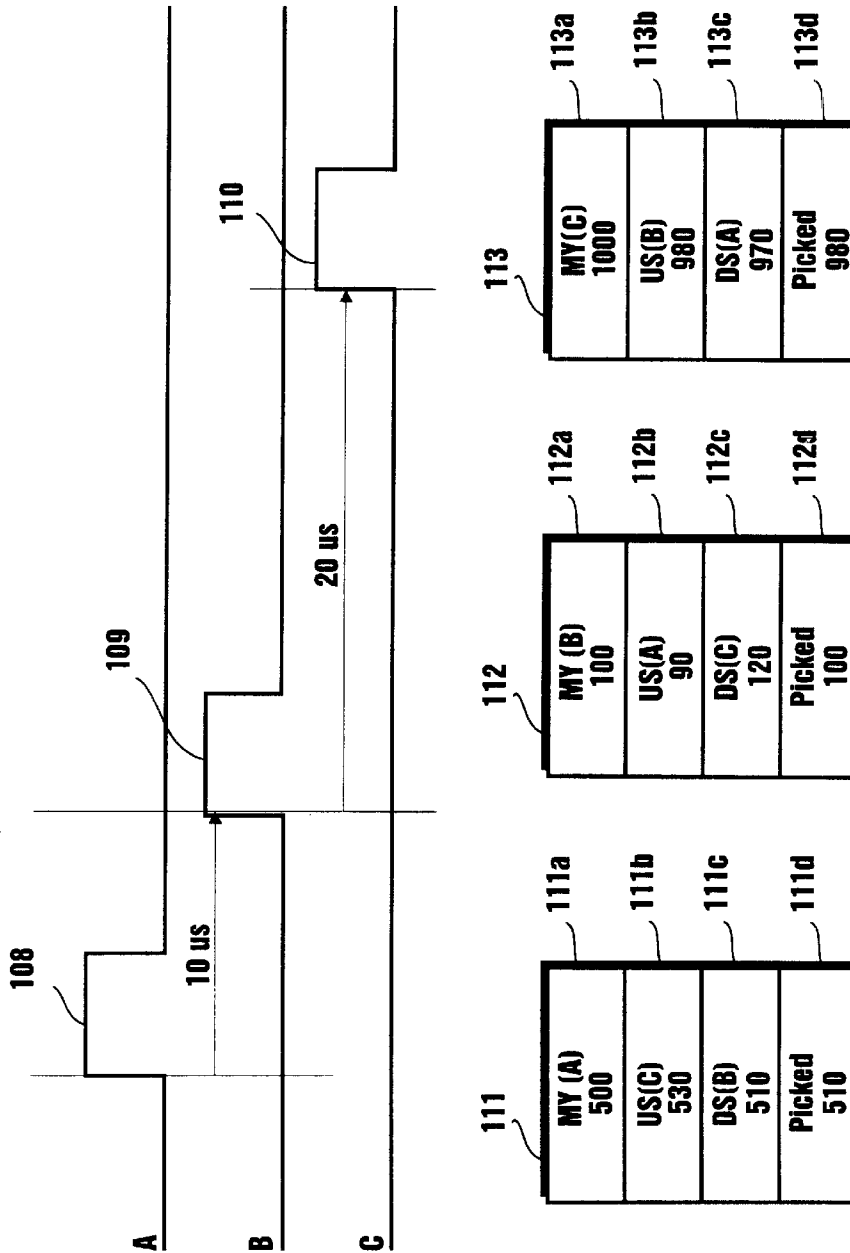 108
A
10 us
109
B
20 us
110
C
111
MY (A)
500
111a
US(C)
530
111b
DS(B)
510
111c
Picked
510
111d
112
MY (B)
100
112a
US(A)
90
112b
DS(C)
120
112c
Picked
100
112d
113
MY(C)
1000
113a
US(B)
980
113b
DS(A)
970
113c
Picked
980
113d